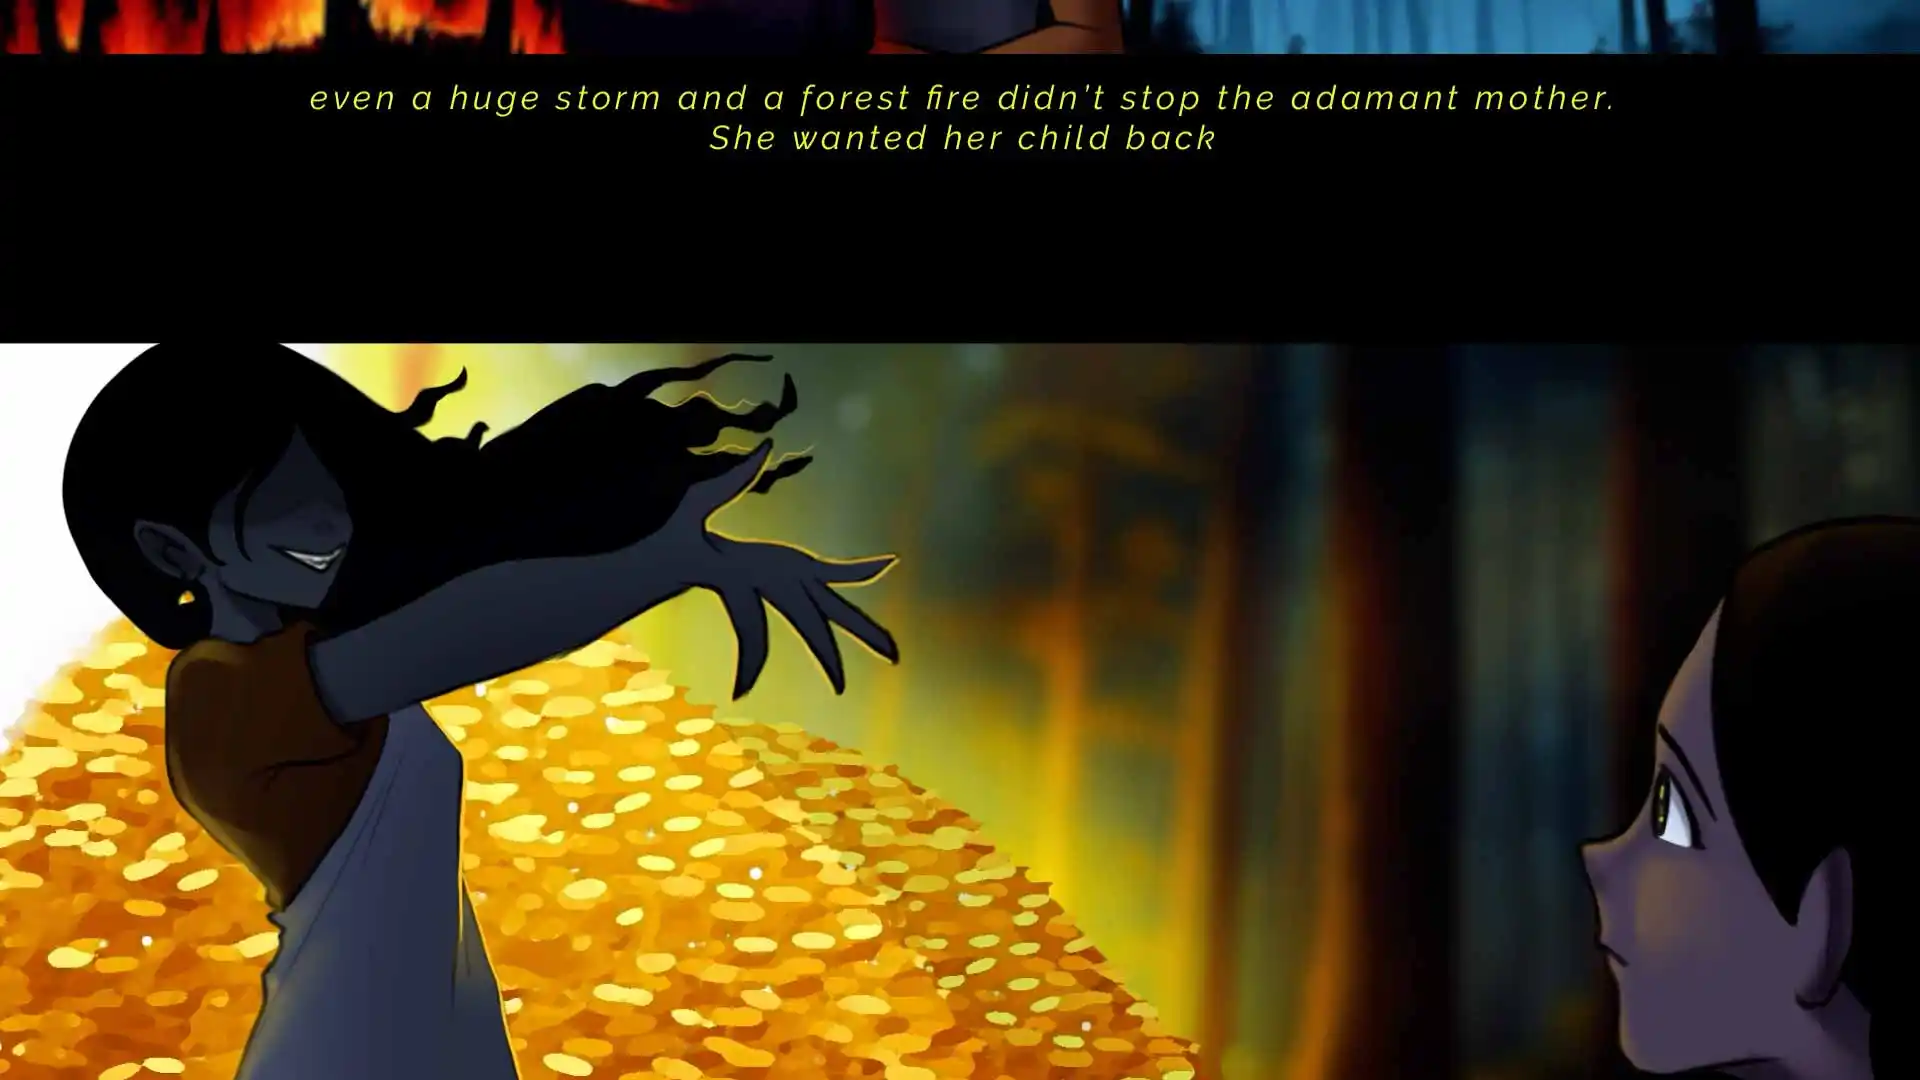 even a huge storm and a forest fire didn’t stop the adamant mother.
She wanted her child back